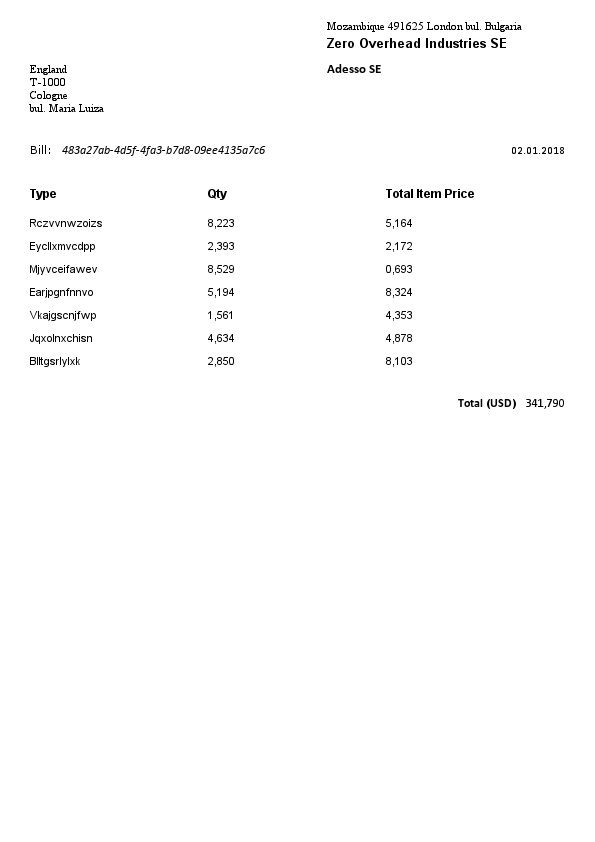 Mozambique 491625 London bul. Bulgaria
Zero Overhead Industries SE
England
T-1000
Cologne
bul. Maria Luiza
Adesso SE
Bill: 483a27ab-4d5f-4fa3-b7d8-09ee4135a7c6 02.01.2018
Type Qty Total Item Price
Rczvvnwzoizs 8,223 5,164
Eycllxmvcdpp 2,393 2,172
Mjyvceifawev 8,529 0,693
Earjpgnfnnvo 5,194 8,324
Vkajgscnjfwp 1,561 4,353
Jqxolnxchisn 4,634 4,878
Blltgsrlylxk 2,850 8,103
Total (USD) 341,790